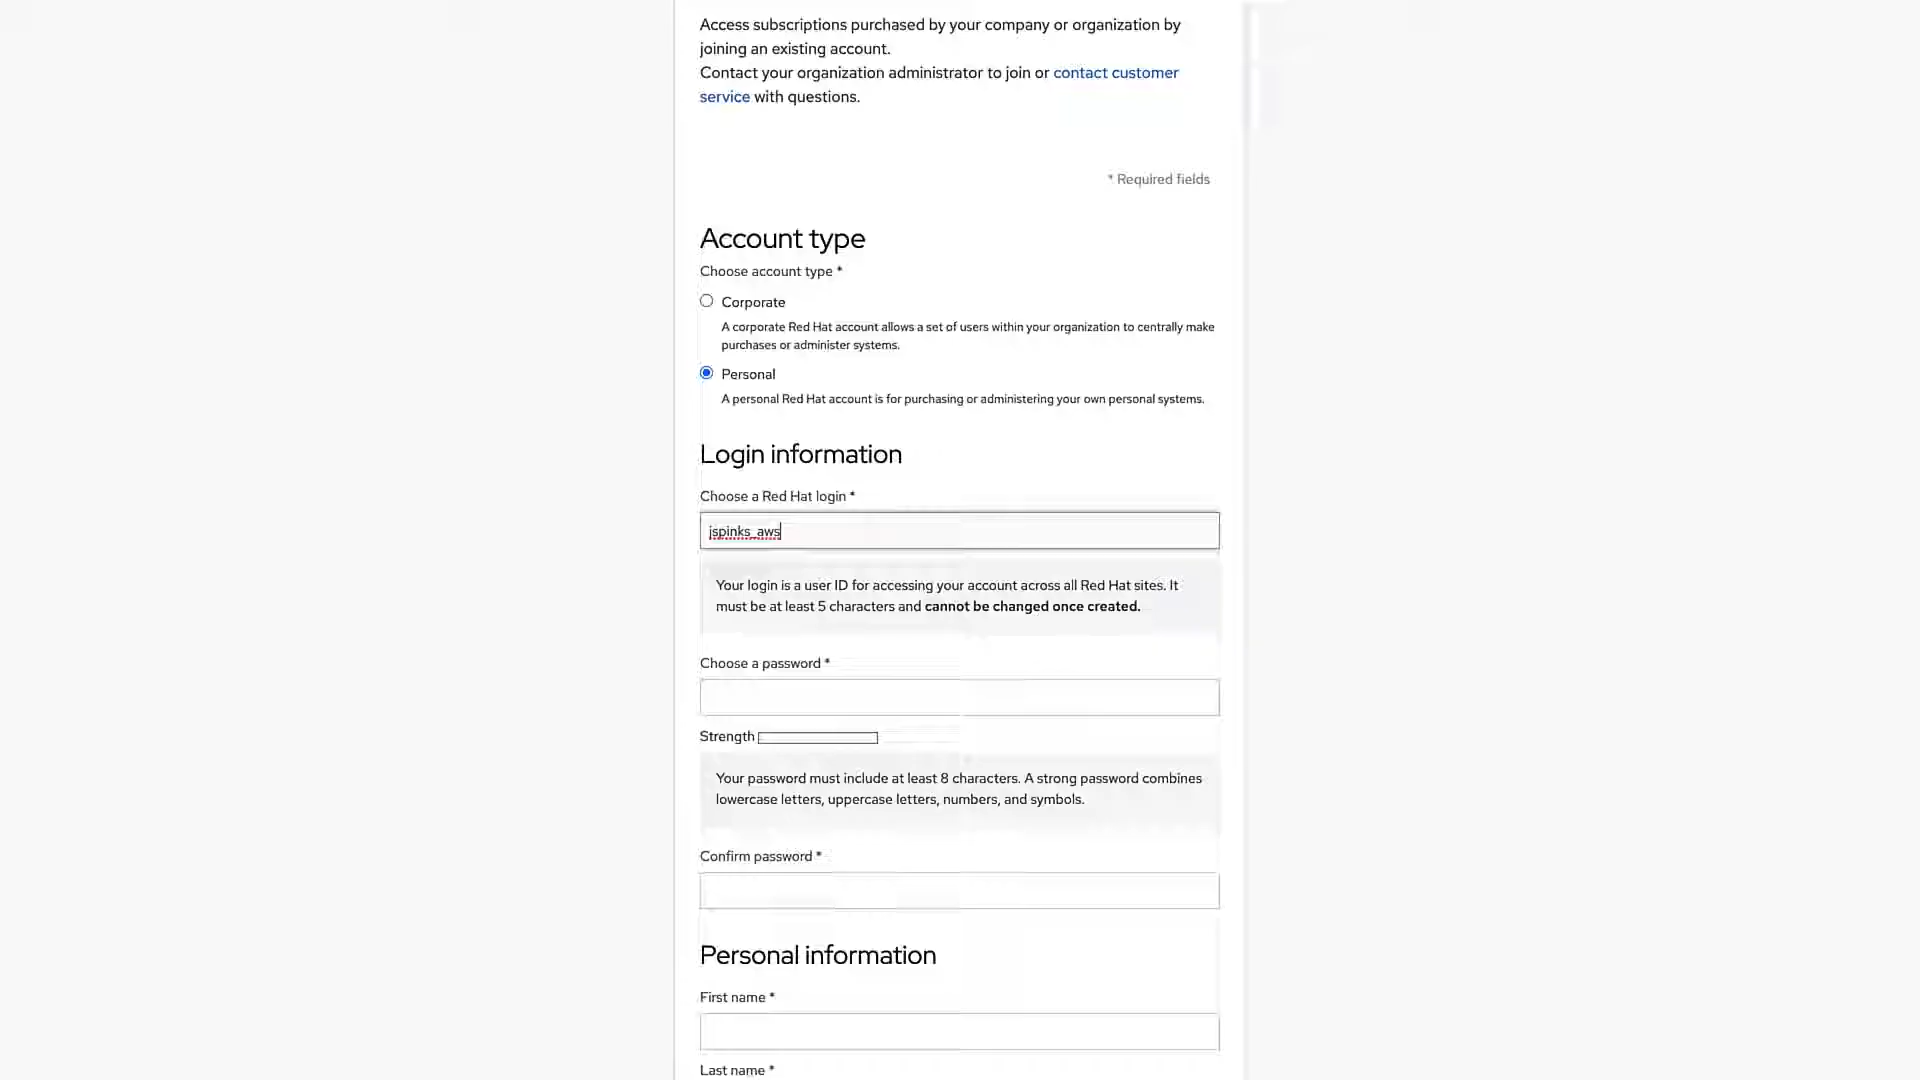 Access subscriptions purchased by your company or organization by
joining an existing account.
Contact your organization administrator to join or contact customer
service with questions.
* Required fields
Account type
Choose account type *
Corporate
A corporate Red Hat account allows a set of users within your organization to centrally make
purchases or administer systems.
Personal
A personal Red Hat account is for purchasing or administering your own personal systems.
Login information
Choose a Red Hat login *
jspinks_aws
Your login is a user ID for accessing your account across all Red Hat sites. It
must be at least 5 characters and cannot be changed once created.
Choose a password *
Strength
Your password must include at least 8 characters. A strong password combines
lowercase letters, uppercase letters, numbers, and symbols.
Confirm password *
Personal information
First name *
Last name *